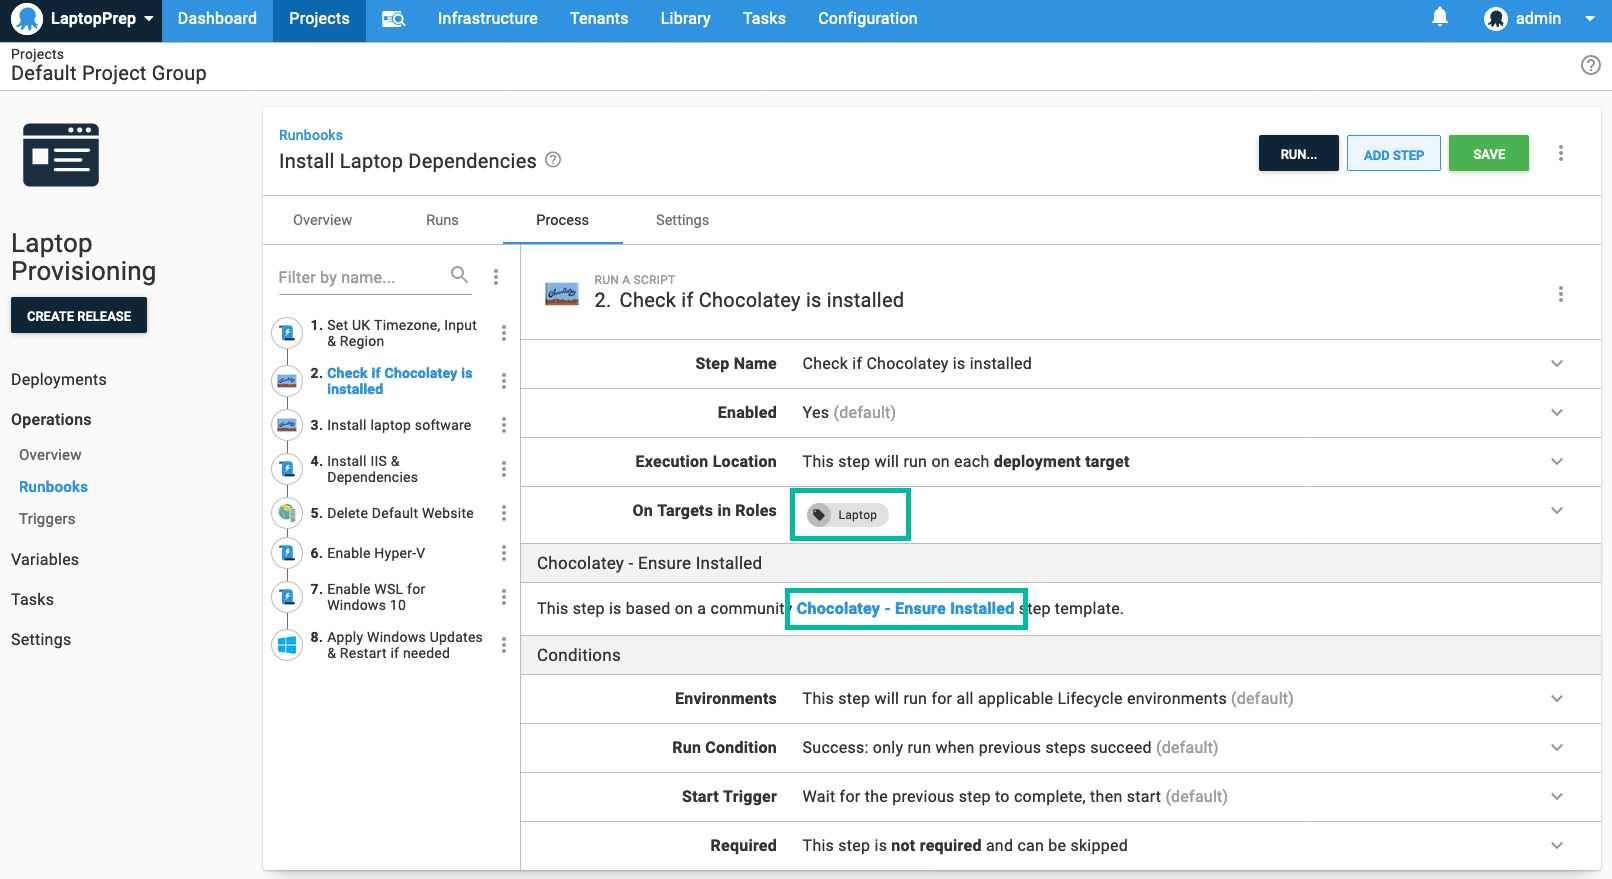 LaptopPrep
Dashboard
Projects
Infrastructure
Tenants
Library
Tasks
Configuration
admin
Projects
Default Project Group
Laptop
Provisioning
CREATE RELEASE
Deployments
Operations
Overview
Runbooks
Triggers
Variables
Tasks
Settings
Runbooks
Install Laptop Dependencies
RUN...
ADD STEP
SAVE
Overview
Runs
Process
Settings
Filter by name...
1. Set UK Timezone, Input
& Region
2. Check if Chocolatey is
installed
3. Install laptop software
4. Install IIS &
Dependencies
5. Delete Default Website
6. Enable Hyper-V
7. Enable WSL for
Windows 10
8. Apply Windows Updates
& Restart if needed
RUN A SCRIPT
2. Check if Chocolatey is installed
Step Name Check if Chocolatey is installed
Enabled Yes (default)
Execution Location This step will run on each deployment target
On Targets in Roles Laptop
Chocolatey - Ensure Installed
This step is based on a community Chocolatey - Ensure Installed step template.
Conditions
Environments This step will run for all applicable Lifecycle environments (default)
Run Condition Success: only run when previous steps succeed (default)
Start Trigger Wait for the previous step to complete, then start (default)
Required This step is not required and can be skipped